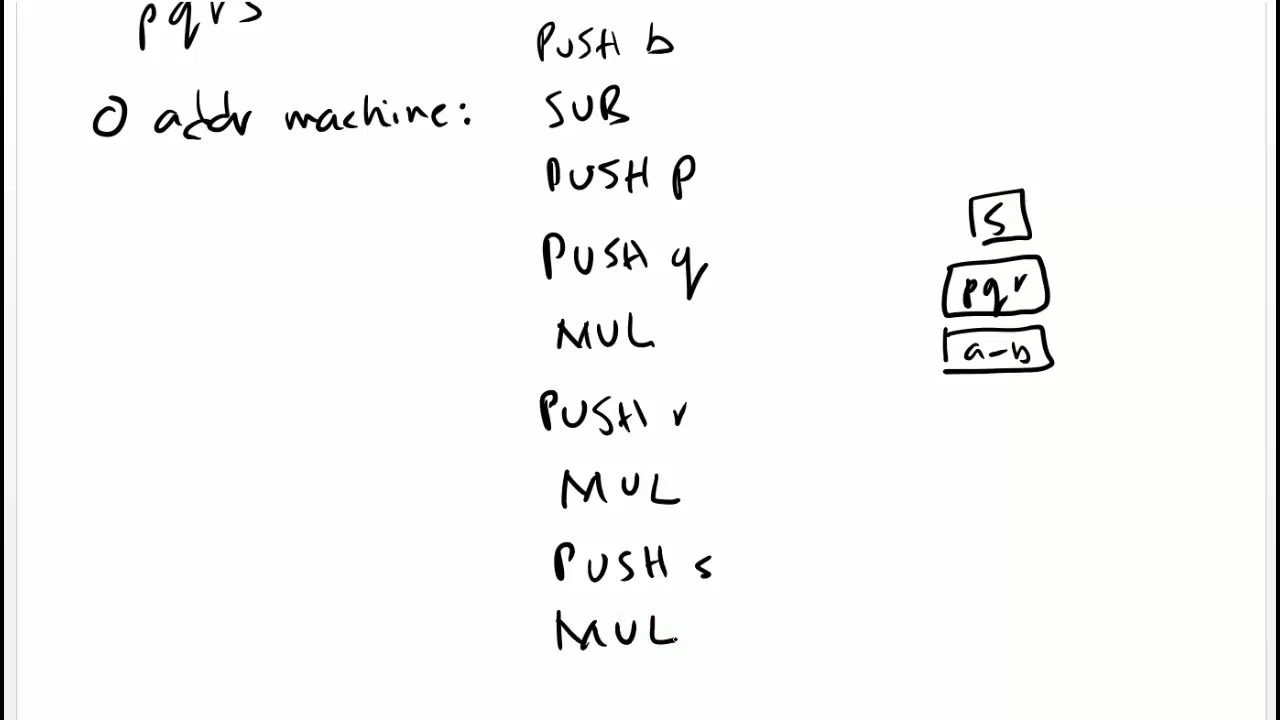 pqrs
PUSH b
0 addr machine:
SUB
PUSH p
PUSH q
MUL
PUSH r
MUL
PUSH s
MUL
S
pqr
a-b